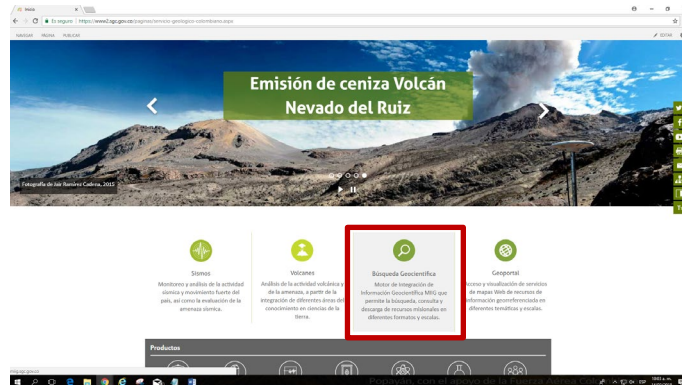 Inicio
Es seguro
https://www2.sgc.gov.co/paginas/servicio-geologico-colombiano.aspx
NAVEGAR PÁGINA PUBLICAR
EDITAR
Emisión de ceniza Volcán
Nevado del Ruiz
Fotografía de Jair Ramírez Cadena, 2015
Sismos
Monitoreo y análisis de la actividad
sísmica y movimiento fuerte del
país, así como la evaluación de la
amenaza sísmica.
Volcanes
Análisis de la actividad volcánica y
de la amenaza, a partir de la
integración de diferentes áreas del
conocimiento en ciencias de la
tierra.
Búsqueda Geocientífica
Motor de Integración de
Información Geocientífica MIIG que
permite la búsqueda, consulta y
descarga de recursos misionales en
diferentes formatos y escalas.
Geoportal
Acceso y visualización de servicios
de mapas Web de recursos de
información georreferenciada en
diferentes temáticas y escalas.
Productos
miig.sgc.gov.co
Popayán, con el apoyo de la Fuerza Aérea
ESP